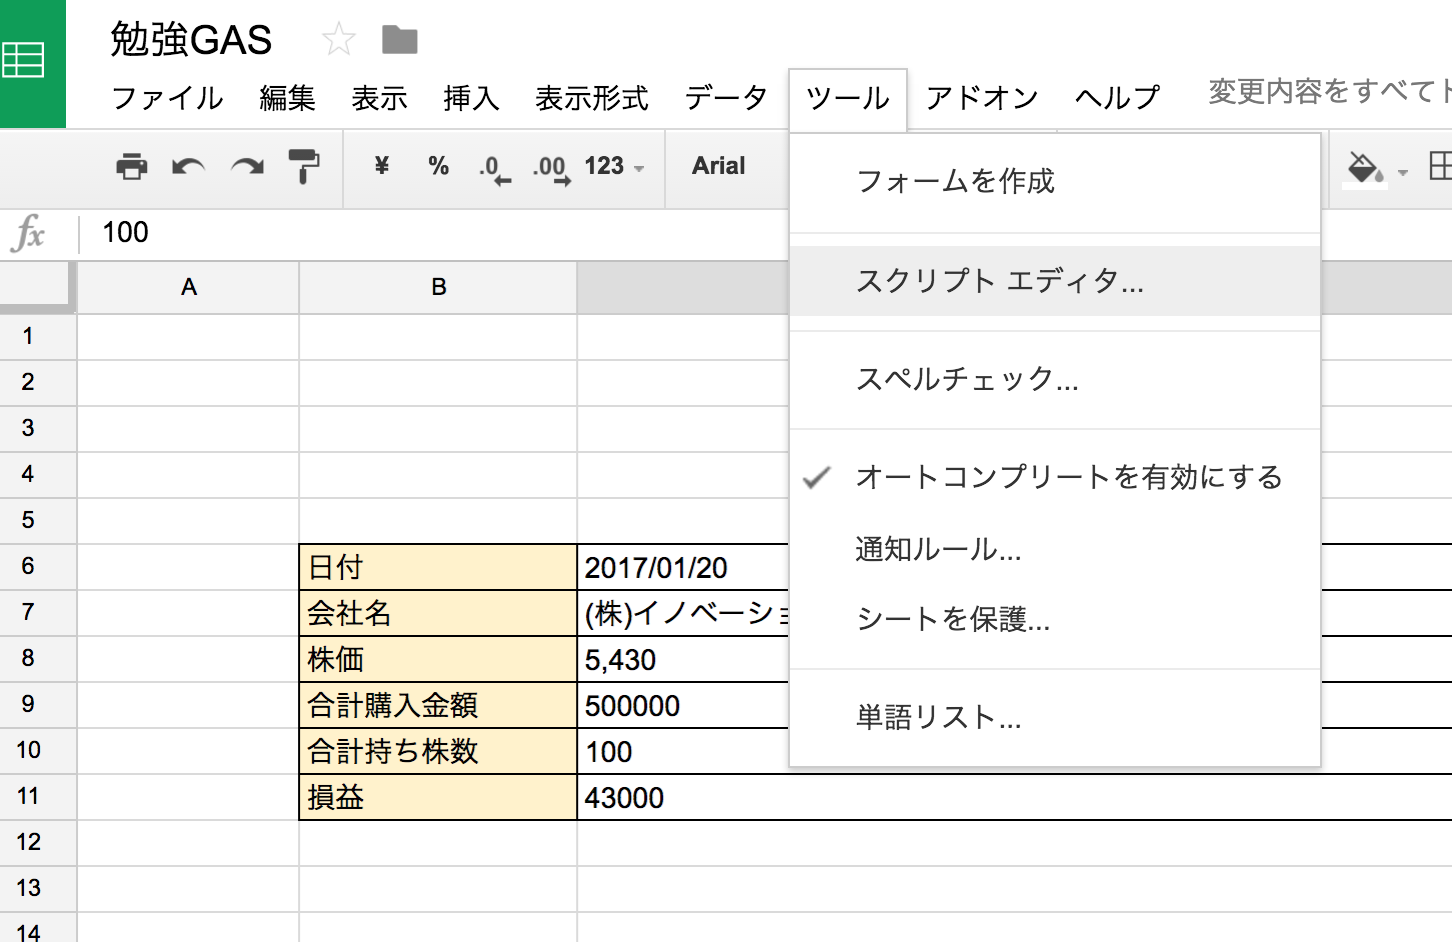 勉強GAS
ファイル 編集 表示 挿入 表示形式 データ ツール アドオン ヘルプ 変更内容をすべて
¥ % .0 .00 123 Arial
fx 100
A B
フォームを作成
スクリプト エディタ...
スペルチェック...
オートコンプリートを有効にする
通知ルール...
シートを保護...
単語リスト...
1
2
3
4
5
6 日付 2017/01/20
7 会社名 (株)イノベーショ
8 株価 5,430
9 合計購入金額 500000
10 合計持ち株数 100
11 損益 43000
12
13
14